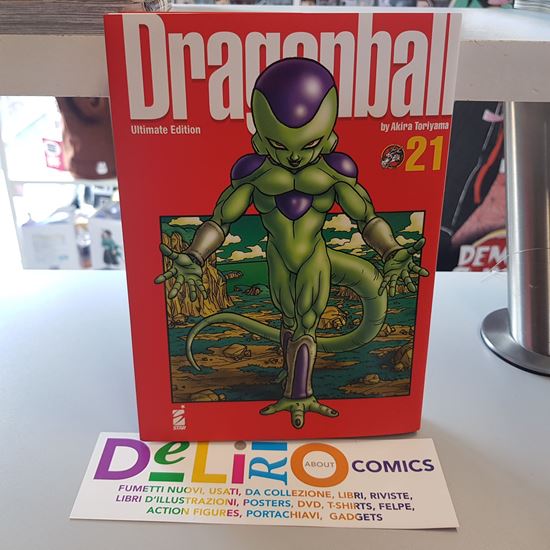 Dragonball
Ultimate Edition
by Akira Toriyama
21
STAR
DeLiRiO ABOUT COMICS
FUMETTI NUOVI, USATI, DA COLLEZIONE, LIBRI, RIVISTE,
LIBRI D'ILLUSTRAZIONI, POSTERS, DVD, T-SHIRTS, FELPE,
ACTION FIGURES, PORTACHIAVI, GADGETS